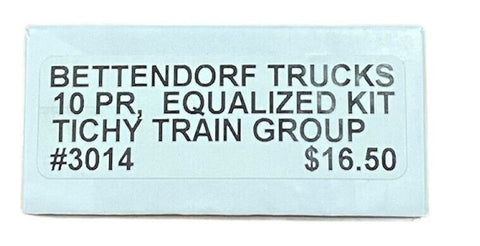 BETTENDORF TRUCKS
10 PR, EQUALIZED KIT
TICHY TRAIN GROUP
#3014 $16.50